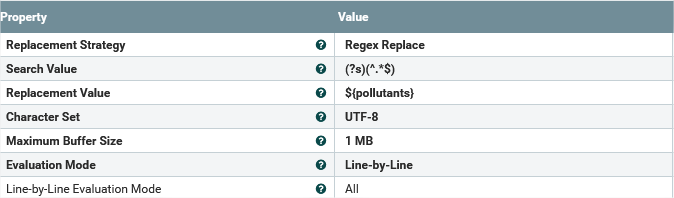 Property Value
Replacement Strategy ? Regex Replace
Search Value ? (?s)(^.*$)
Replacement Value ? ${pollutants}
Character Set ? UTF-8
Maximum Buffer Size ? 1 MB
Evaluation Mode ? Line-by-Line
Line-by-Line Evaluation Mode ? All